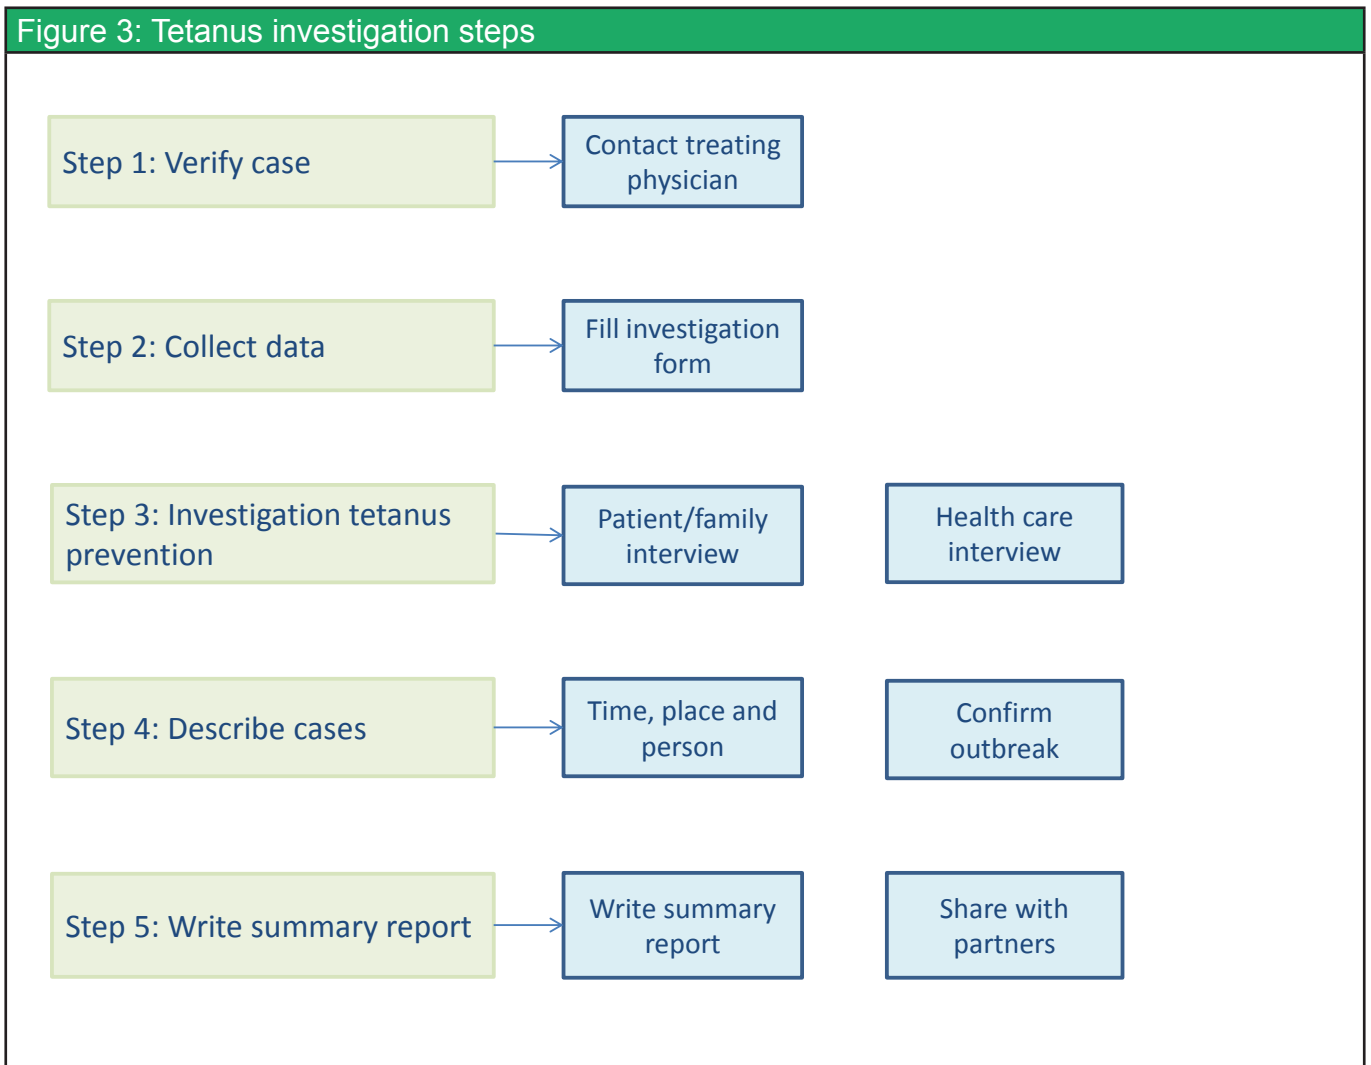 Figure 3: Tetanus investigation steps
Step 1: Verify case
Contact treating
physician
Step 2: Collect data
Fill investigation
form
Step 3: Investigation tetanus
prevention
Patient/family
interview
Health care
interview
Step 4: Describe cases
Time, place and
person
Confirm
outbreak
Step 5: Write summary report
Write summary
report
Share with
partners